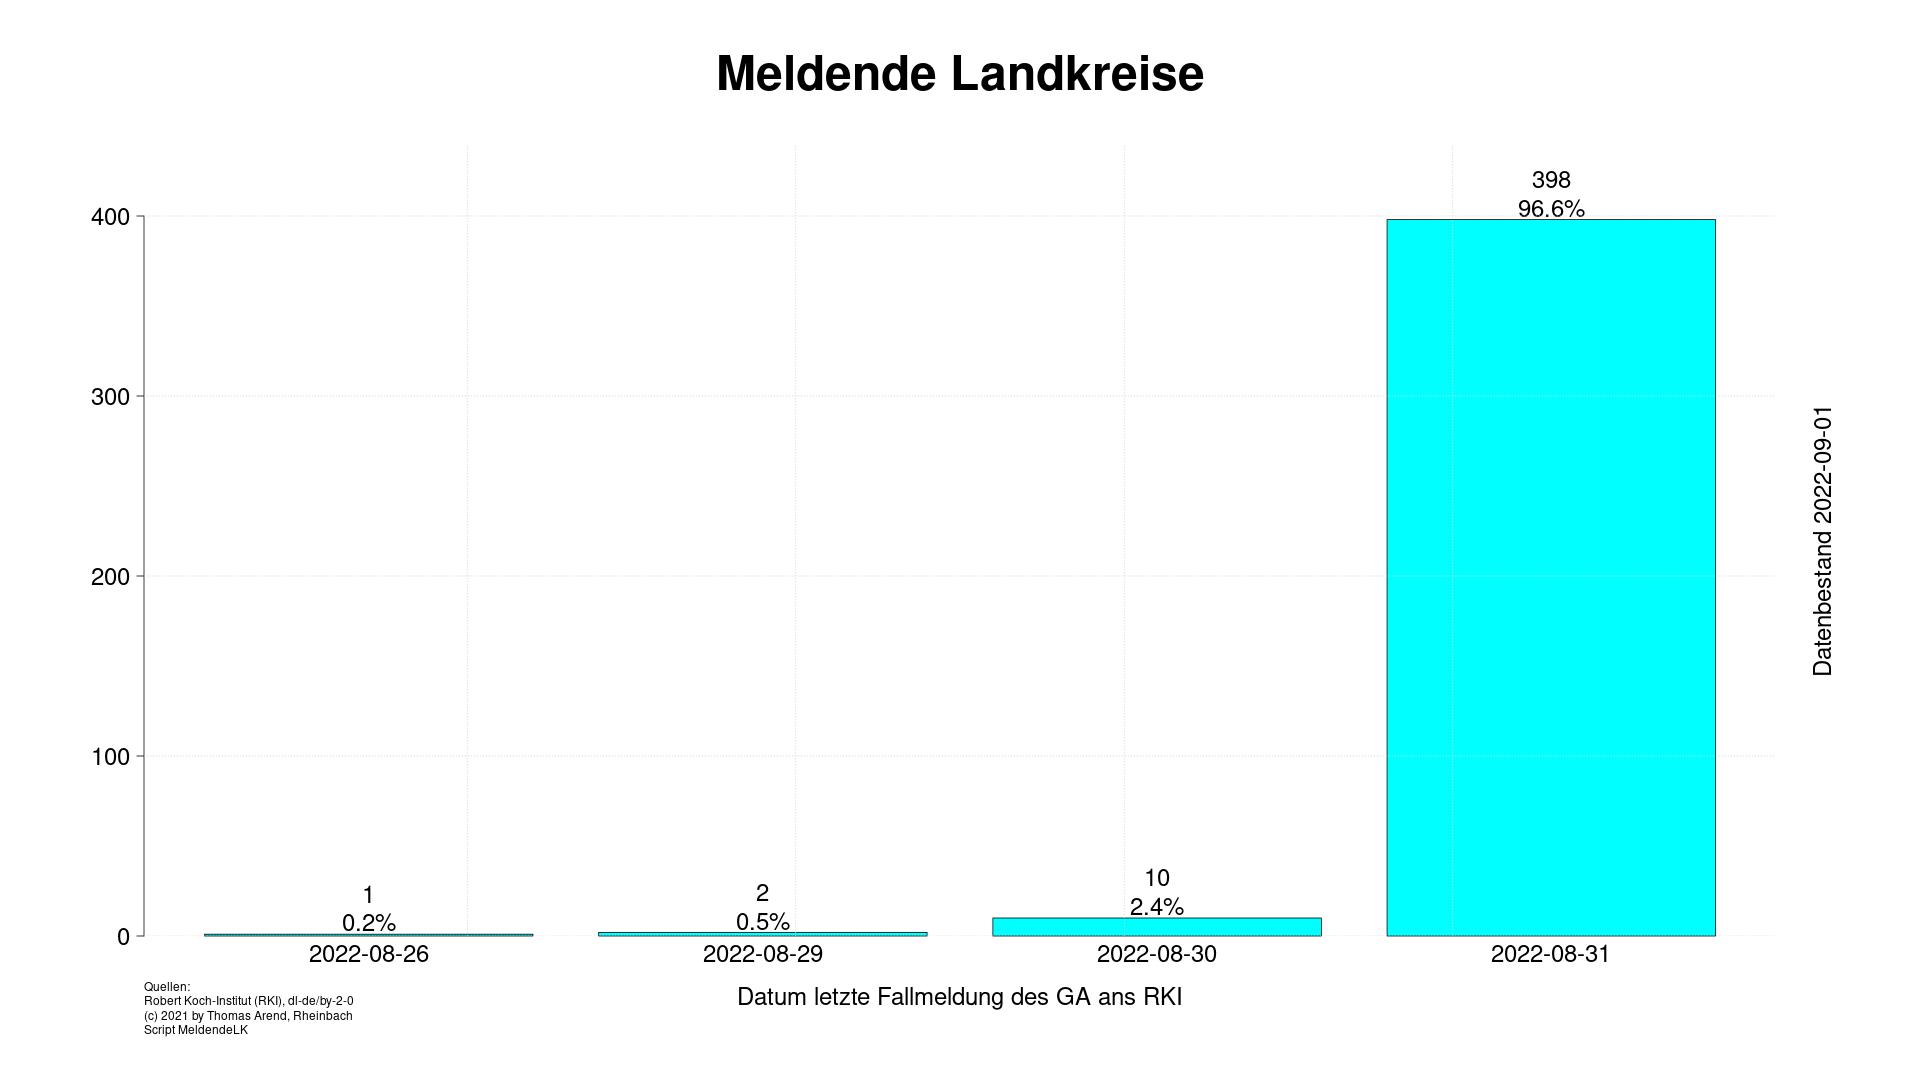 Meldende Landkreise
398
96.6%
400
300
200
100
0
1
0.2%
2
0.5%
10
2.4%
2022-08-26
2022-08-29
2022-08-30
2022-08-31
Datum letzte Fallmeldung des GA ans RKI
Datenbestand 2022-09-01
Quellen:
Robert Koch-Institut (RKI), dl-de/by-2-0
(c) 2021 by Thomas Arend, Rheinbach
Script MeldendeLK